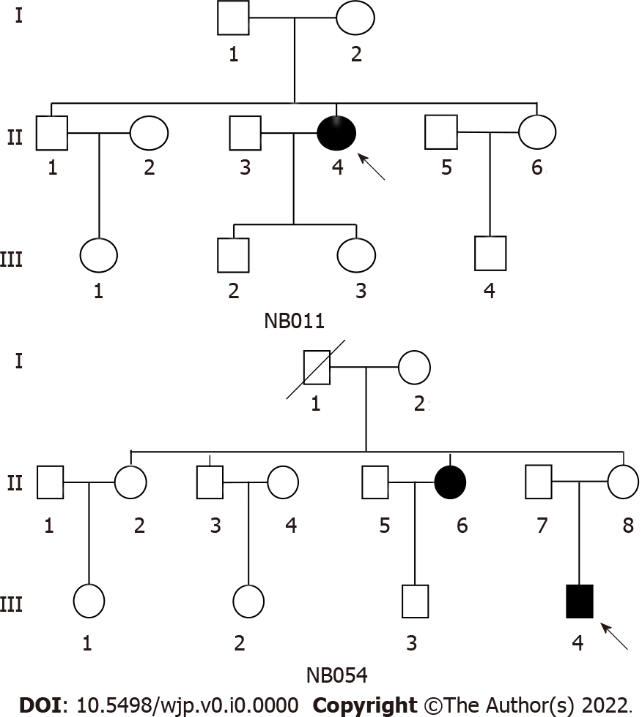 I
1 2
II
1 2 3 4 5 6
III
1 2 3 4
NB011
I
1 2
II
1 2 3 4 5 6 7 8
III
1 2 3 4
NB054
DOI: 10.5498/wjp.v0.i0.0000 Copyright ©The Author(s) 2022.